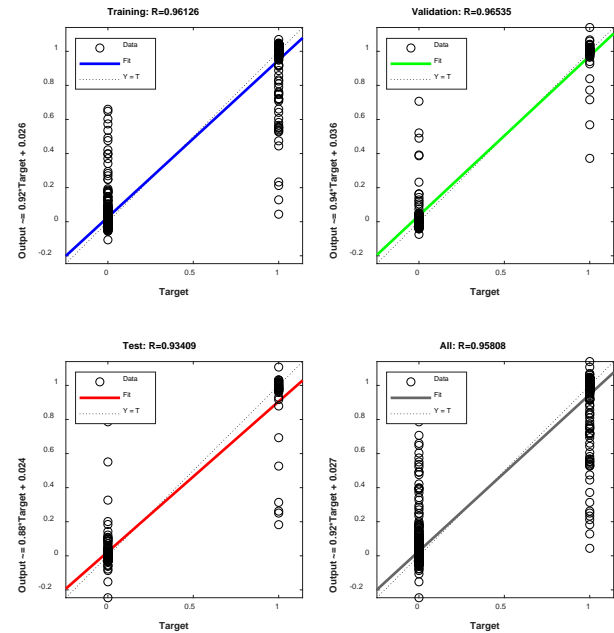 Training: R=0.96126
Data
Fit
Y = T
1
0.8
0.6
0.4
0.2
0
-0.2
0
0.5
1
Target
Output ~= 0.92*Target + 0.026
Validation: R=0.96535
Data
Fit
Y = T
1
0.8
0.6
0.4
0.2
0
-0.2
0
0.5
1
Target
Output ~= 0.94*Target + 0.036
Test: R=0.93409
Data
Fit
Y = T
1
0.8
0.6
0.4
0.2
0
-0.2
0
0.5
1
Target
Output ~= 0.88*Target + 0.024
All: R=0.95808
Data
Fit
Y = T
1
0.8
0.6
0.4
0.2
0
-0.2
0
0.5
1
Target
Output ~= 0.92*Target + 0.027